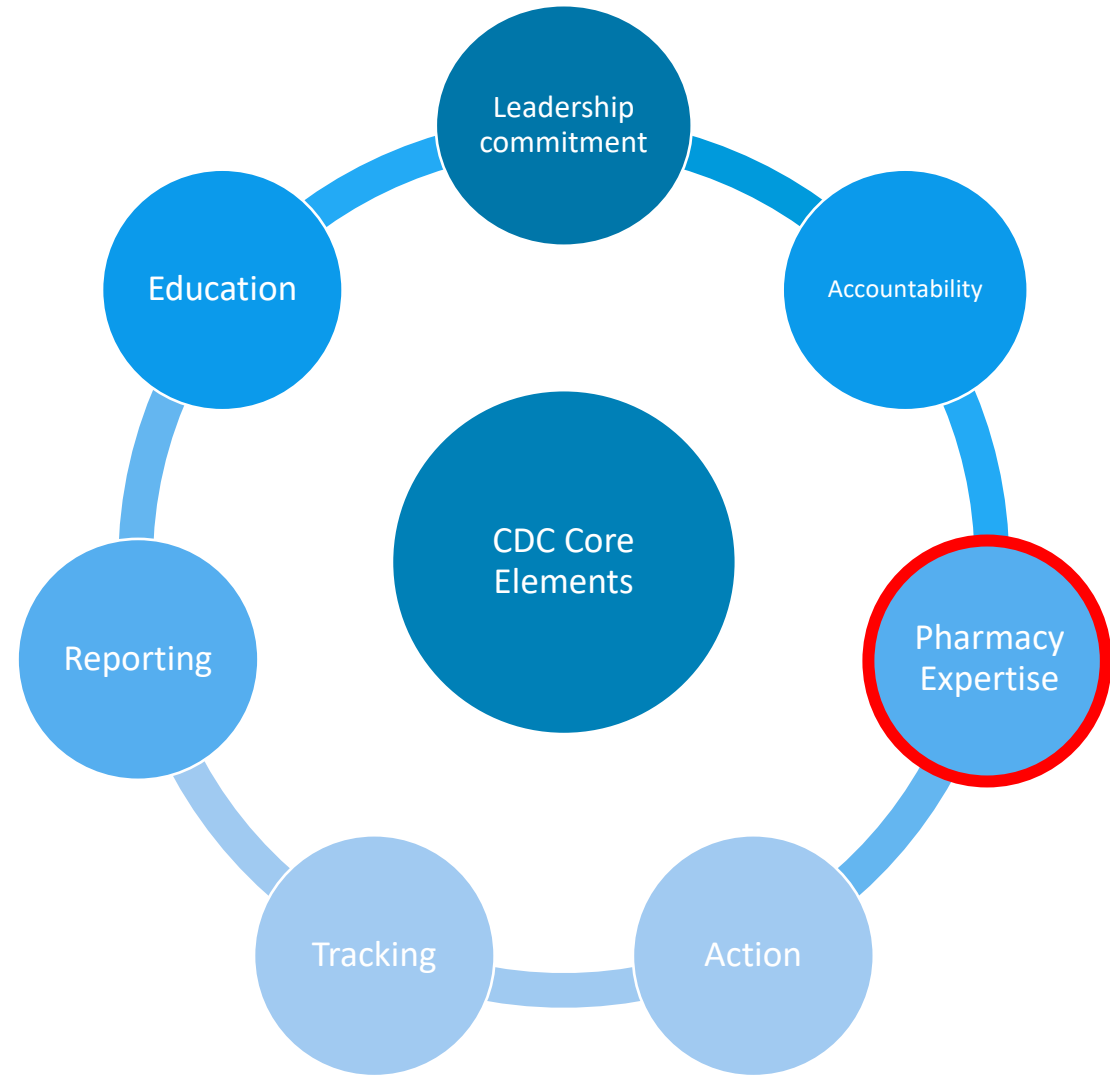 Leadership
commitment
Accountability
Pharmacy
Expertise
Action
Tracking
Reporting
Education
CDC Core
Elements